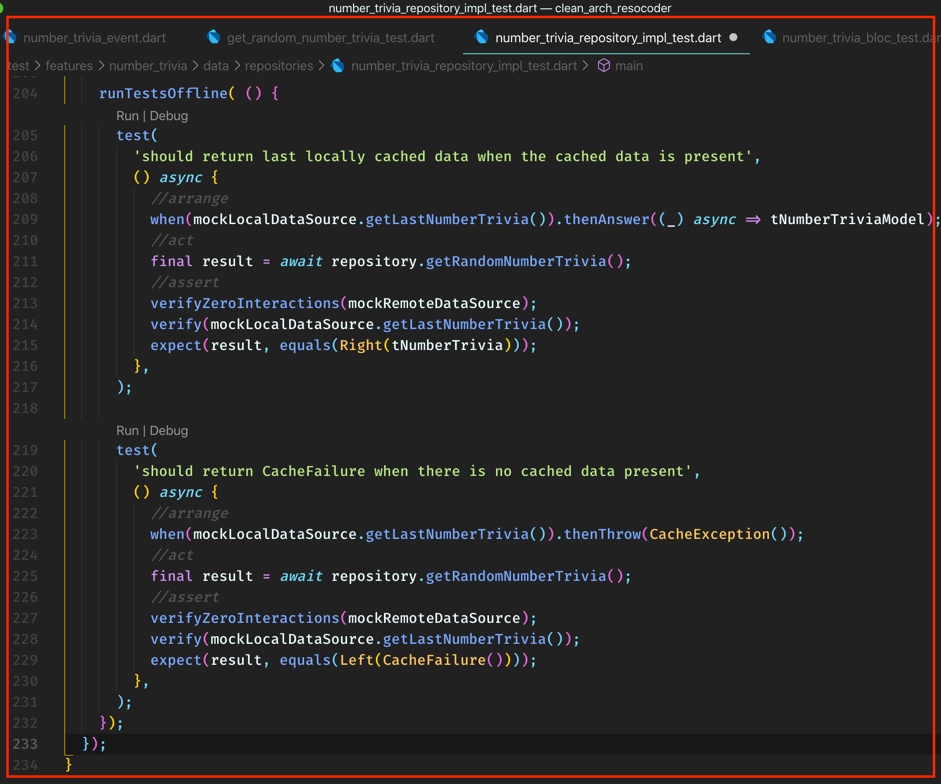 number_trivia_repository_impl_test.dart — clean_arch_resocoder
number_trivia_event.dart get_random_number_trivia_test.dart number_trivia_repository_impl_test.dart number_trivia_bloc_test.dar
test > features > number_trivia > data > repositories > number_trivia_repository_impl_test.dart > main
204 runTestsOffline( () {
Run | Debug
205 test(
206 'should return last locally cached data when the cached data is present',
207 () async {
208 //arrange
209 when(mockLocalDataSource.getLastNumberTrivia()).thenAnswer((_) async => tNumberTriviaModel);
210 //act
211 final result = await repository.getRandomNumberTrivia();
212 //assert
213 verifyZeroInteractions(mockRemoteDataSource);
214 verify(mockLocalDataSource.getLastNumberTrivia());
215 expect(result, equals(Right(tNumberTrivia)));
216 },
217 );
218
Run | Debug
219 test(
220 'should return CacheFailure when there is no cached data present',
221 () async {
222 //arrange
223 when(mockLocalDataSource.getLastNumberTrivia()).thenThrow(CacheException());
224 //act
225 final result = await repository.getRandomNumberTrivia();
226 //assert
227 verifyZeroInteractions(mockRemoteDataSource);
228 verify(mockLocalDataSource.getLastNumberTrivia());
229 expect(result, equals(Left(CacheFailure())));
230 },
231 );
232 });
233 });
234 }